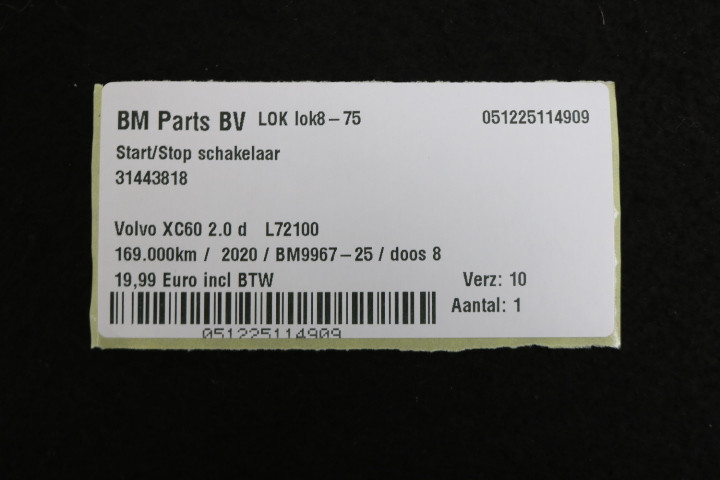 BM Parts BV LOK lok8-75 051225114909
Start/Stop schakelaar
31443818
Volvo XC60 2.0 d L72100
169.000km / 2020 / BM9967-25 / doos 8
19,99 Euro incl BTW Verz: 10
Aantal: 1
051225114909